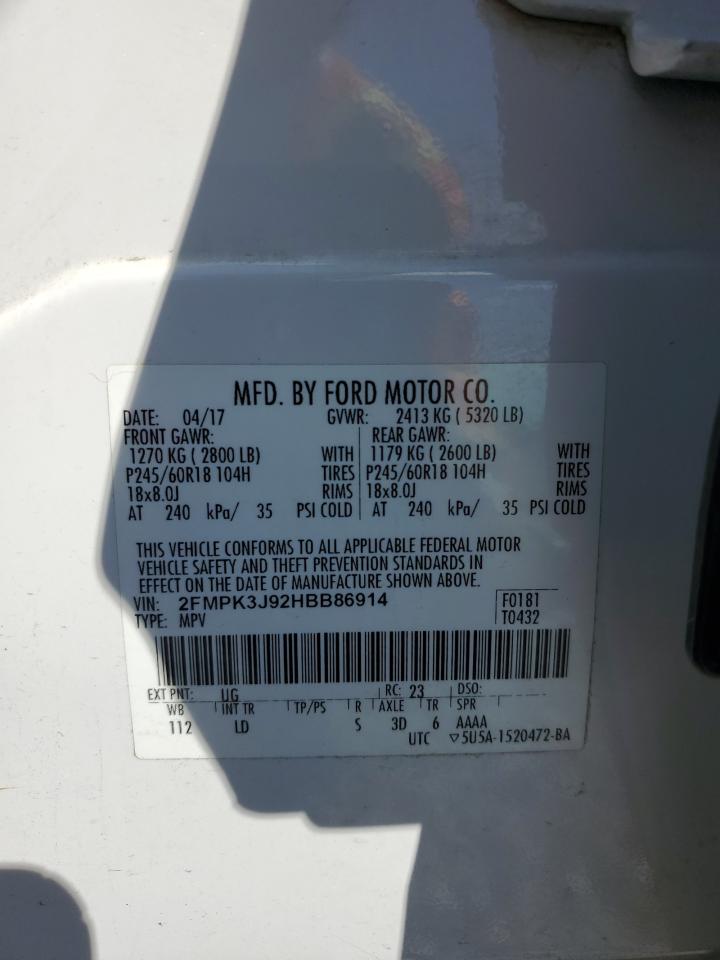 MFD. BY FORD MOTOR CO.
DATE: 04/17 GVWR: 2413 KG ( 5320 LB)
FRONT GAWR: REAR GAWR:
1270 KG ( 2800 LB) WITH 1179 KG ( 2600 LB) WITH
P245/60R18 104H TIRES P245/60R18 104H TIRES
18x8.0J RIMS 18x8.0J RIMS
AT 240 kPa/ 35 PSI COLD AT 240 kPa/ 35 PSI COLD
THIS VEHICLE CONFORMS TO ALL APPLICABLE FEDERAL MOTOR
VEHICLE SAFETY AND THEFT PREVENTION STANDARDS IN
EFFECT ON THE DATE OF MANUFACTURE SHOWN ABOVE.
VIN: 2FMPK3J92HBB86914 F0181
TYPE: MPV T0432
EXT PNT: UG RC: 23 DSO:
WB INT TR TP/PS R AXLE TR SPR
112 LD S 3D 6 AAAA
UTC ▽5U5A-1520472-BA